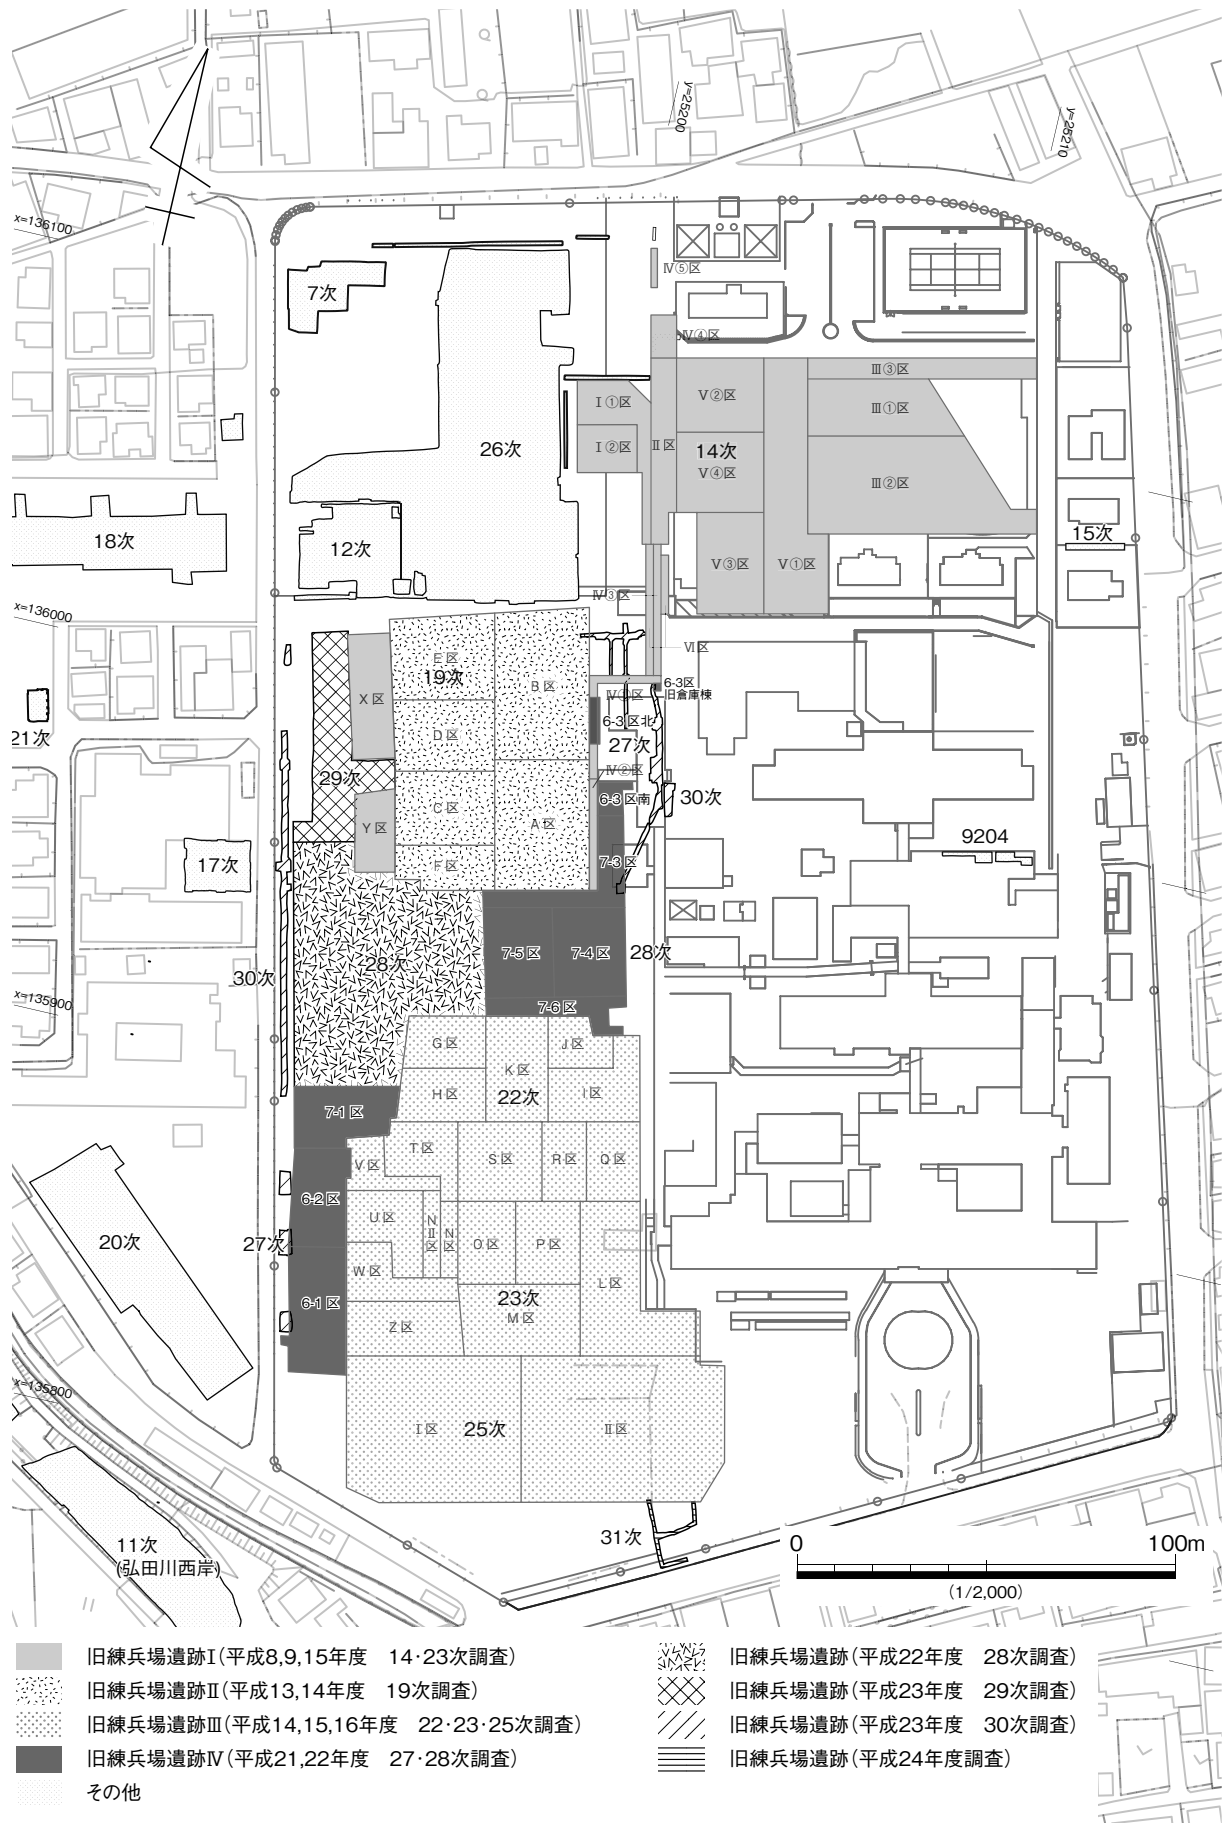 y=25200
y=25210
x=136100
7次
Ⅳ⑤区
Ⅳ④区
Ⅲ③区
Ⅰ①区
Ⅴ②区
Ⅲ①区
Ⅰ②区
Ⅱ区
14次
Ⅴ④区
26次
Ⅲ②区
18次
12次
15次
Ⅴ③区
Ⅴ①区
Ⅳ③区
x=136000
Ⅵ区
E区
19次
B区
X区
6-3区
旧倉庫棟
Ⅳ①区
6-3区北
21次
D区
27次
29次
Ⅳ②区
6-3区南
30次
C区
A区
Y区
9204
17次
F区
7-3区
7-5区
7-4区
28次
28次
30次
x=135900
7-6区
G区
J区
K区
H区
22次
I区
7-1区
T区
V区
S区
R区
Q区
6-2区
U区
NⅡ区
N区
O区
P区
20次
27次
W区
L区
6-1区
23次
M区
Z区
x=135800
Ⅰ区
25次
Ⅱ区
31次
11次
(弘田川西岸)
0
100m
(1/2,000)
旧練兵場遺跡Ⅰ(平成8,9,15年度　14・23次調査)
旧練兵場遺跡Ⅱ(平成13,14年度　19次調査)
旧練兵場遺跡Ⅲ(平成14,15,16年度　22・23・25次調査)
旧練兵場遺跡Ⅳ(平成21,22年度　27・28次調査)
その他
旧練兵場遺跡(平成22年度　28次調査)
旧練兵場遺跡(平成23年度　29次調査)
旧練兵場遺跡(平成23年度　30次調査)
旧練兵場遺跡(平成24年度調査)